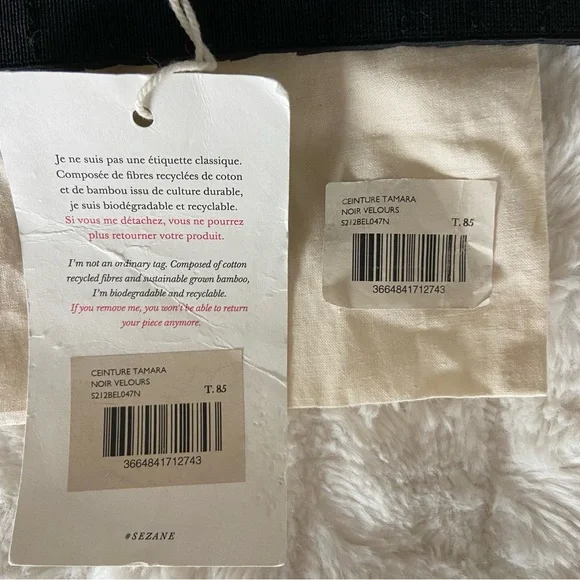 Je ne suis pas une étiquette classique.
Composée de fibres recyclées de coton
et de bambou issu de culture durable,
je suis biodégradable et recyclable.
Si vous me détachez, vous ne pourrez
plus retourner votre produit.
I'm not an ordinary tag. Composed of cotton
recycled fibres and sustainable grown bamboo,
I'm biodegradable and recyclable.
If you remove me, you won't be able to return
your piece anymore.
CEINTURE TAMARA
NOIR VELOURS
S212BEL047N T. 85
3664841712743
#SEZANE
CEINTURE TAMARA
NOIR VELOURS
S212BEL047N T. 85
3664841712743